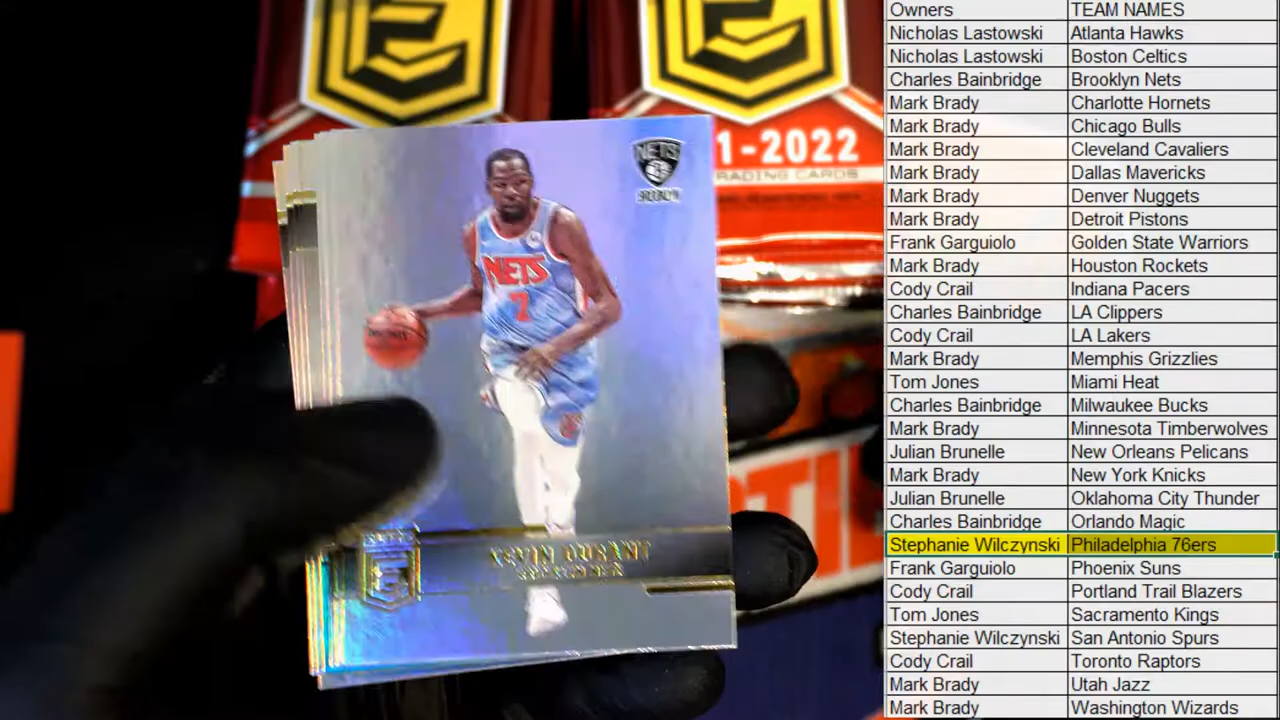 1-2022
RADING CARDS
NETS
B
NETS
7
KEVIN DURANT
Owners TEAM NAMES
Nicholas Lastowski Atlanta Hawks
Nicholas Lastowski Boston Celtics
Charles Bainbridge Brooklyn Nets
Mark Brady Charlotte Hornets
Mark Brady Chicago Bulls
Mark Brady Cleveland Cavaliers
Mark Brady Dallas Mavericks
Mark Brady Denver Nuggets
Mark Brady Detroit Pistons
Frank Garguiolo Golden State Warriors
Mark Brady Houston Rockets
Cody Crail Indiana Pacers
Charles Bainbridge LA Clippers
Cody Crail LA Lakers
Mark Brady Memphis Grizzlies
Tom Jones Miami Heat
Charles Bainbridge Milwaukee Bucks
Mark Brady Minnesota Timberwolves
Julian Brunelle New Orleans Pelicans
Mark Brady New York Knicks
Julian Brunelle Oklahoma City Thunder
Charles Bainbridge Orlando Magic
Stephanie Wilczynski Philadelphia 76ers
Frank Garguiolo Phoenix Suns
Cody Crail Portland Trail Blazers
Tom Jones Sacramento Kings
Stephanie Wilczynski San Antonio Spurs
Cody Crail Toronto Raptors
Mark Brady Utah Jazz
Mark Brady Washington Wizards